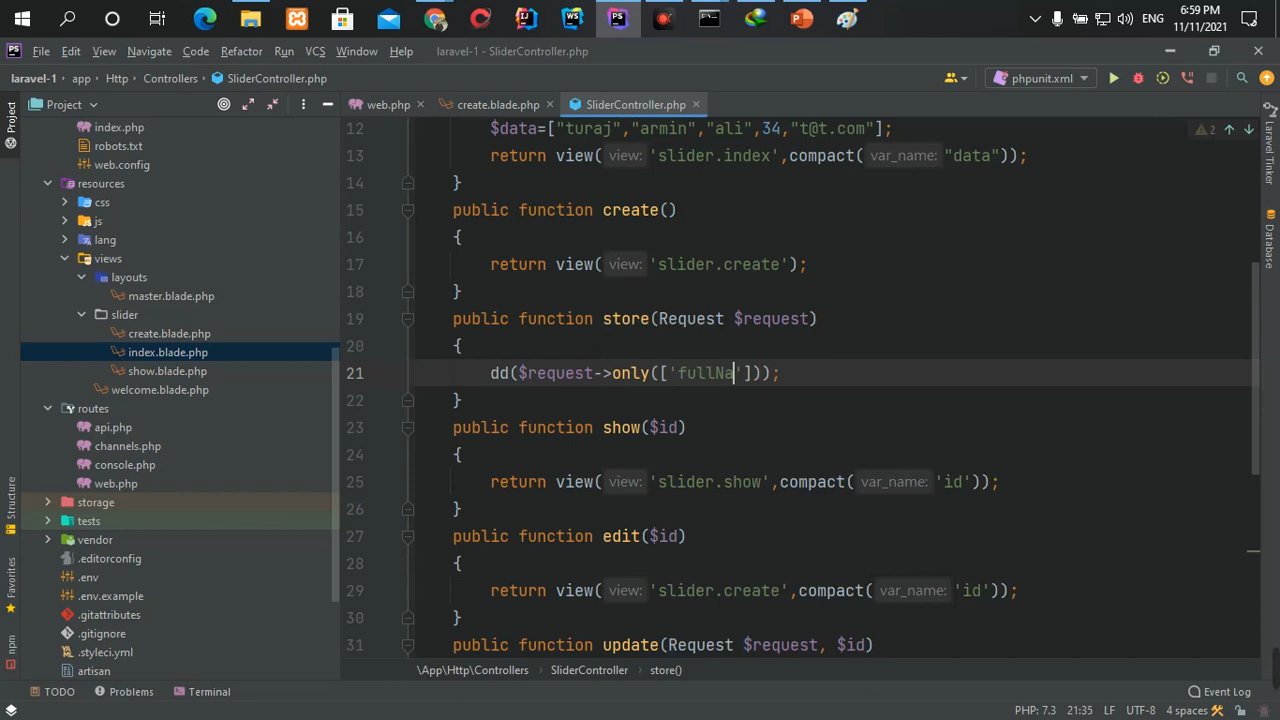 ENG
6:59 PM
11/11/2021
File Edit View Navigate Code Refactor Run VCS Window Help laravel-1 - SliderController.php
laravel-1 app Http Controllers SliderController.php phpunit.xml
Project
web.php create.blade.php SliderController.php
index.php
robots.txt
web.config
resources
css
js
lang
views
layouts
master.blade.php
slider
create.blade.php
index.blade.php
show.blade.php
welcome.blade.php
routes
api.php
channels.php
console.php
web.php
storage
tests
vendor
.editorconfig
.env
.env.example
.gitattributes
.gitignore
.styleci.yml
artisan
12 $data=["turaj","armin","ali",34,"t@t.com"];
13 return view( view: 'slider.index',compact( var_name: "data"));
14 }
15 public function create()
16 {
17 return view( view: 'slider.create');
18 }
19 public function store(Request $request)
20 {
21 dd($request->only(['fullNa']));
22 }
23 public function show($id)
24 {
25 return view( view: 'slider.show',compact( var_name: 'id'));
26 }
27 public function edit($id)
28 {
29 return view( view: 'slider.create',compact( var_name: 'id'));
30 }
31 public function update(Request $request, $id)
2
Project
Structure
Favorites
npm
Laravel Tinker
Database
\App\Http\Controllers SliderController store()
TODO Problems Terminal Event Log
PHP: 7.3 21:35 LF UTF-8 4 spaces